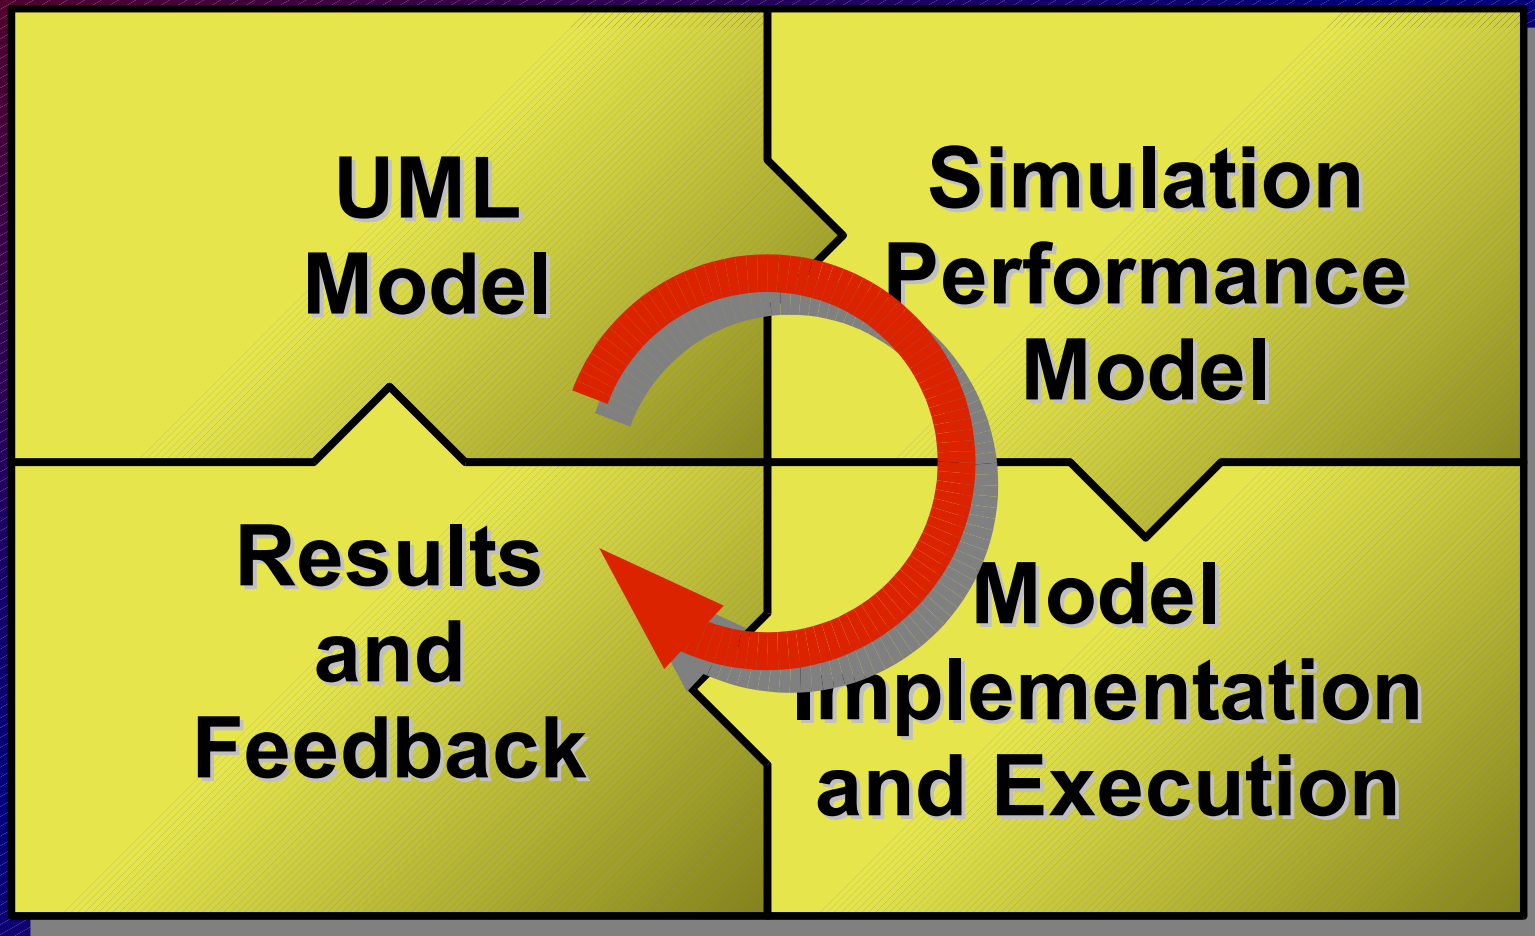 UML
Model
Simulation
Performance
Model
Results
and
Feedback
Model
Implementation
and Execution